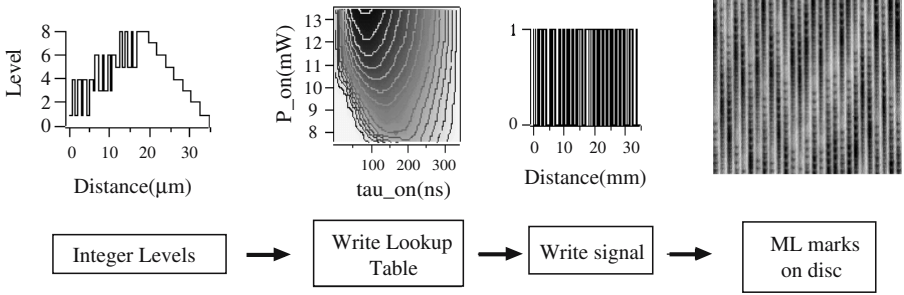 Level
8
6
4
2
0
0 10 20 30
Distance(μm)
P_on(mW)
13
12
11
10
9
8
100 200 300
tau_on(ns)
1
0
0 10 20 30
Distance(mm)
Integer Levels
Write Lookup
Table
Write signal
ML marks
on disc